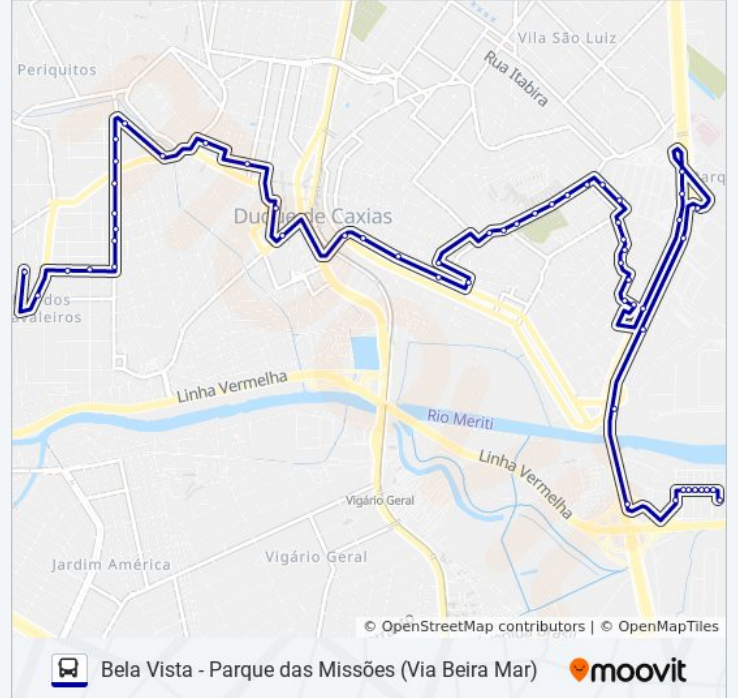 Vila São Luiz
Periquitos
Rua Itabira
Parq
Duque de Caxias
dos
Cavaleiros
Linha Vermelha
Rio Meriti
Linha Vermelha
Vigário Geral
Jardim América
Vigário Geral
© OpenStreetMap contributors | © OpenMapTiles
Bela Vista - Parque das Missões (Via Beira Mar)
moovit